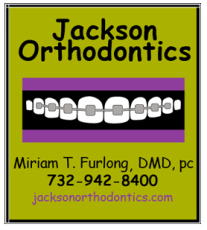 Jackson
Orthodontics
Miriam T. Furlong, DMD, pc
732-942-8400
jacksonorthodontics.com